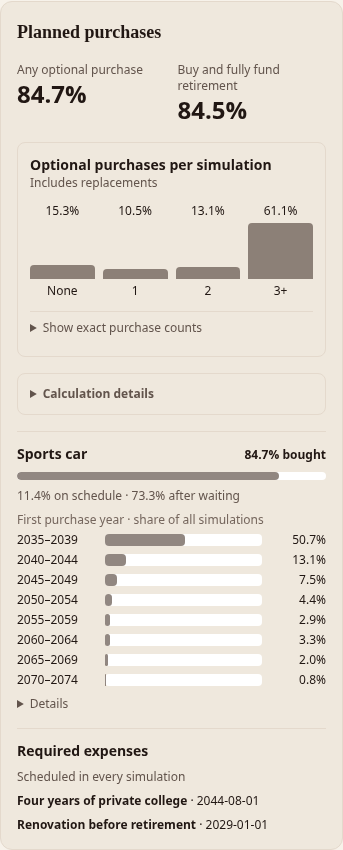 Planned purchases
Any optional purchase
84.7%
Buy and fully fund
retirement
84.5%
Optional purchases per simulation
Includes replacements
15.3% 10.5% 13.1% 61.1%
None 1 2 3+
▶ Show exact purchase counts
▶ Calculation details
Sports car 84.7% bought
11.4% on schedule · 73.3% after waiting
First purchase year · share of all simulations
2035–2039 50.7%
2040–2044 13.1%
2045–2049 7.5%
2050–2054 4.4%
2055–2059 2.9%
2060–2064 3.3%
2065–2069 2.0%
2070–2074 0.8%
▶ Details
Required expenses
Scheduled in every simulation
Four years of private college · 2044-08-01
Renovation before retirement · 2029-01-01